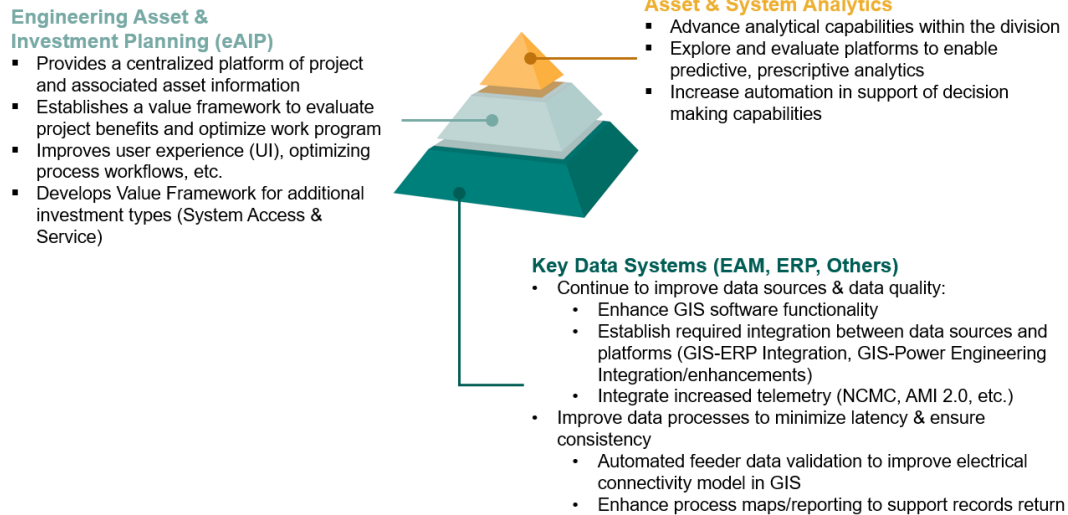 Engineering Asset &
Investment Planning (eAIP)
▪ Provides a centralized platform of project
and associated asset information
▪ Establishes a value framework to evaluate
project benefits and optimize work program
▪ Improves user experience (UI), optimizing
process workflows, etc.
▪ Develops Value Framework for additional
investment types (System Access &
Service)
Asset & System Analytics
▪ Advance analytical capabilities within the division
▪ Explore and evaluate platforms to enable
predictive, prescriptive analytics
▪ Increase automation in support of decision
making capabilities
Key Data Systems (EAM, ERP, Others)
• Continue to improve data sources & data quality:
• Enhance GIS software functionality
• Establish required integration between data sources and
platforms (GIS-ERP Integration, GIS-Power Engineering
Integration/enhancements)
• Integrate increased telemetry (NCMC, AMI 2.0, etc.)
• Improve data processes to minimize latency & ensure
consistency
• Automated feeder data validation to improve electrical
connectivity model in GIS
• Enhance process maps/reporting to support records return